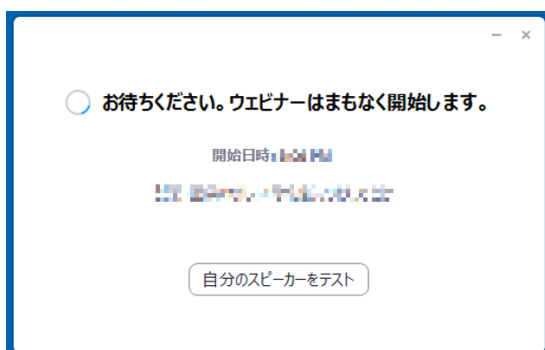 お待ちください。ウェビナーはまもなく開始します。
開始日時:
自分のスピーカーをテスト